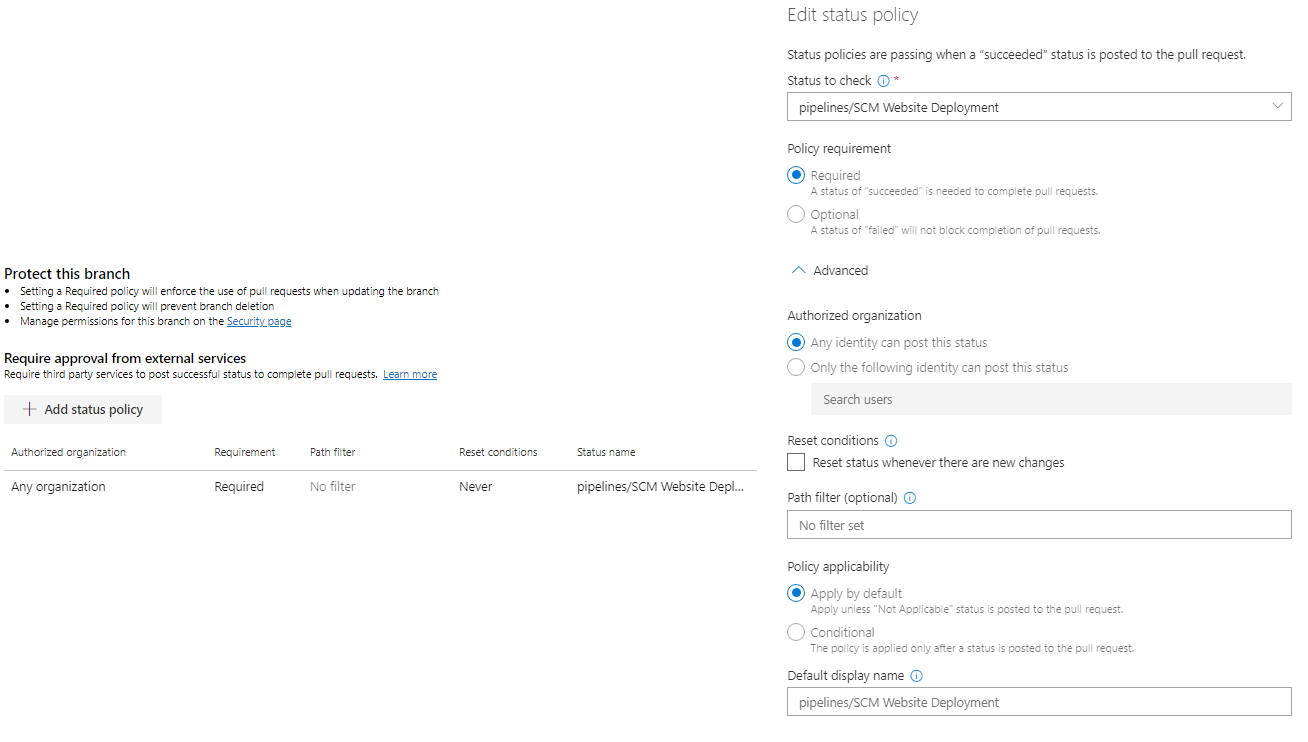 Protect this branch
• Setting a Required policy will enforce the use of pull requests when updating the branch
• Setting a Required policy will prevent branch deletion
• Manage permissions for this branch on the Security page
Require approval from external services
Require third party services to post successful status to complete pull requests. Learn more
+ Add status policy
Authorized organization Requirement Path filter Reset conditions Status name
Any organization Required No filter Never pipelines/SCM Website Depl...
Edit status policy
Status policies are passing when a “succeeded” status is posted to the pull request.
Status to check *
pipelines/SCM Website Deployment
Policy requirement
Required
A status of "succeeded" is needed to complete pull requests.
Optional
A status of "failed" will not block completion of pull requests.
Advanced
Authorized organization
Any identity can post this status
Only the following identity can post this status
Search users
Reset conditions
Reset status whenever there are new changes
Path filter (optional)
No filter set
Policy applicability
Apply by default
Apply unless "Not Applicable" status is posted to the pull request.
Conditional
The policy is applied only after a status is posted to the pull request.
Default display name
pipelines/SCM Website Deployment